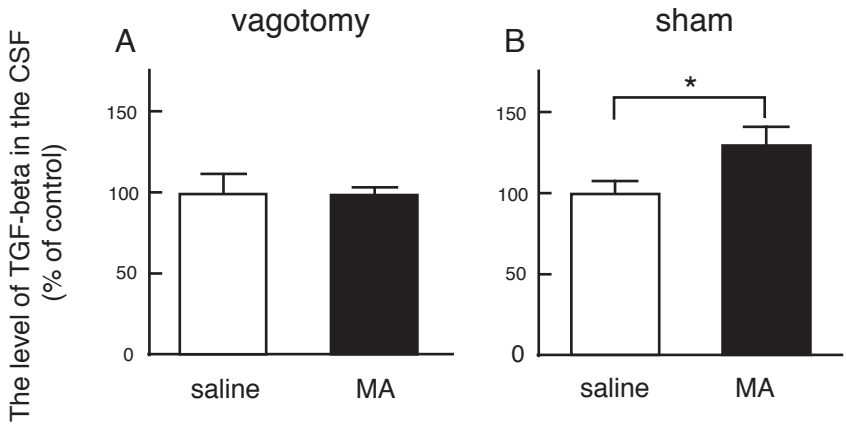 The level of TGF-beta in the CSF
(% of control)
A
vagotomy
150
100
50
0
saline
MA
B
sham
*
150
100
50
0
saline
MA